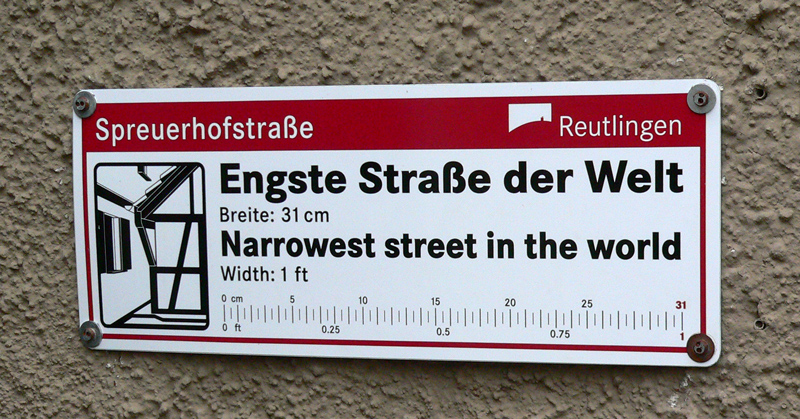 Spreuerhofstraße
Reutlingen
Engste Straße der Welt
Breite: 31 cm
Narrowest street in the world
Width: 1 ft
0 cm 5 10 15 20 25 31
0 ft 0.25 0.5 0.75 1